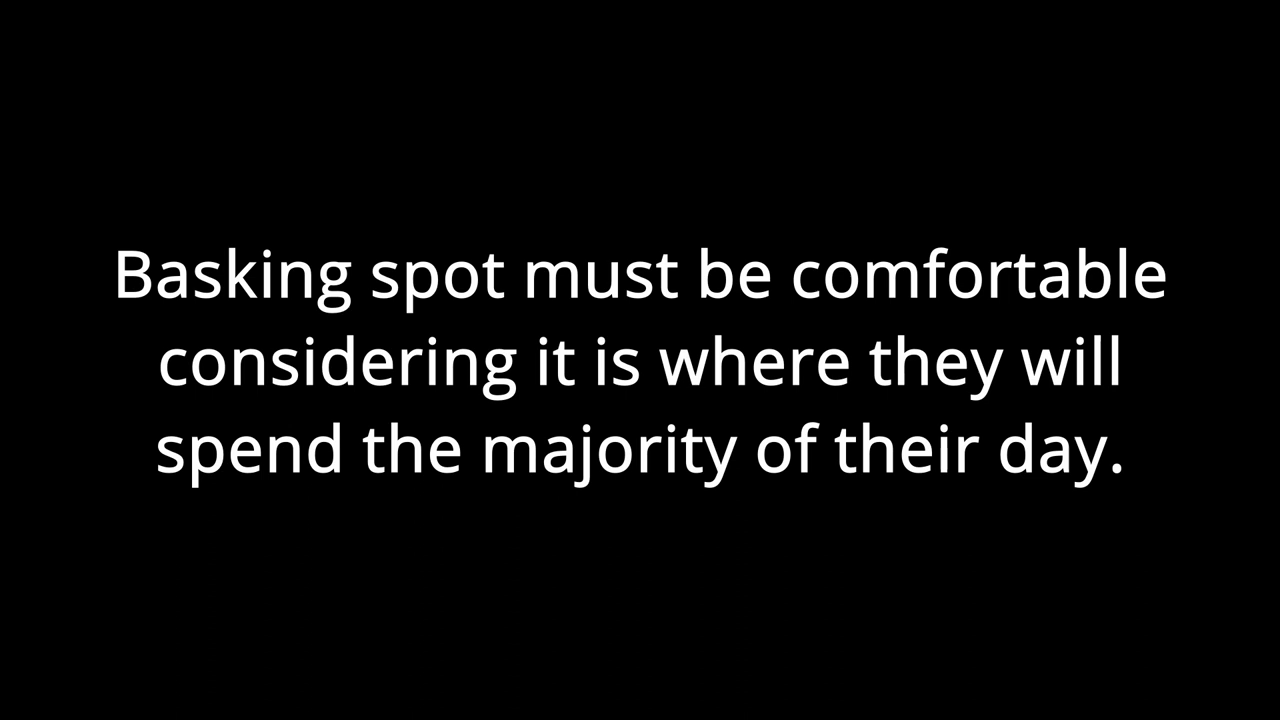 Basking spot must be comfortable
considering it is where they will
spend the majority of their day.